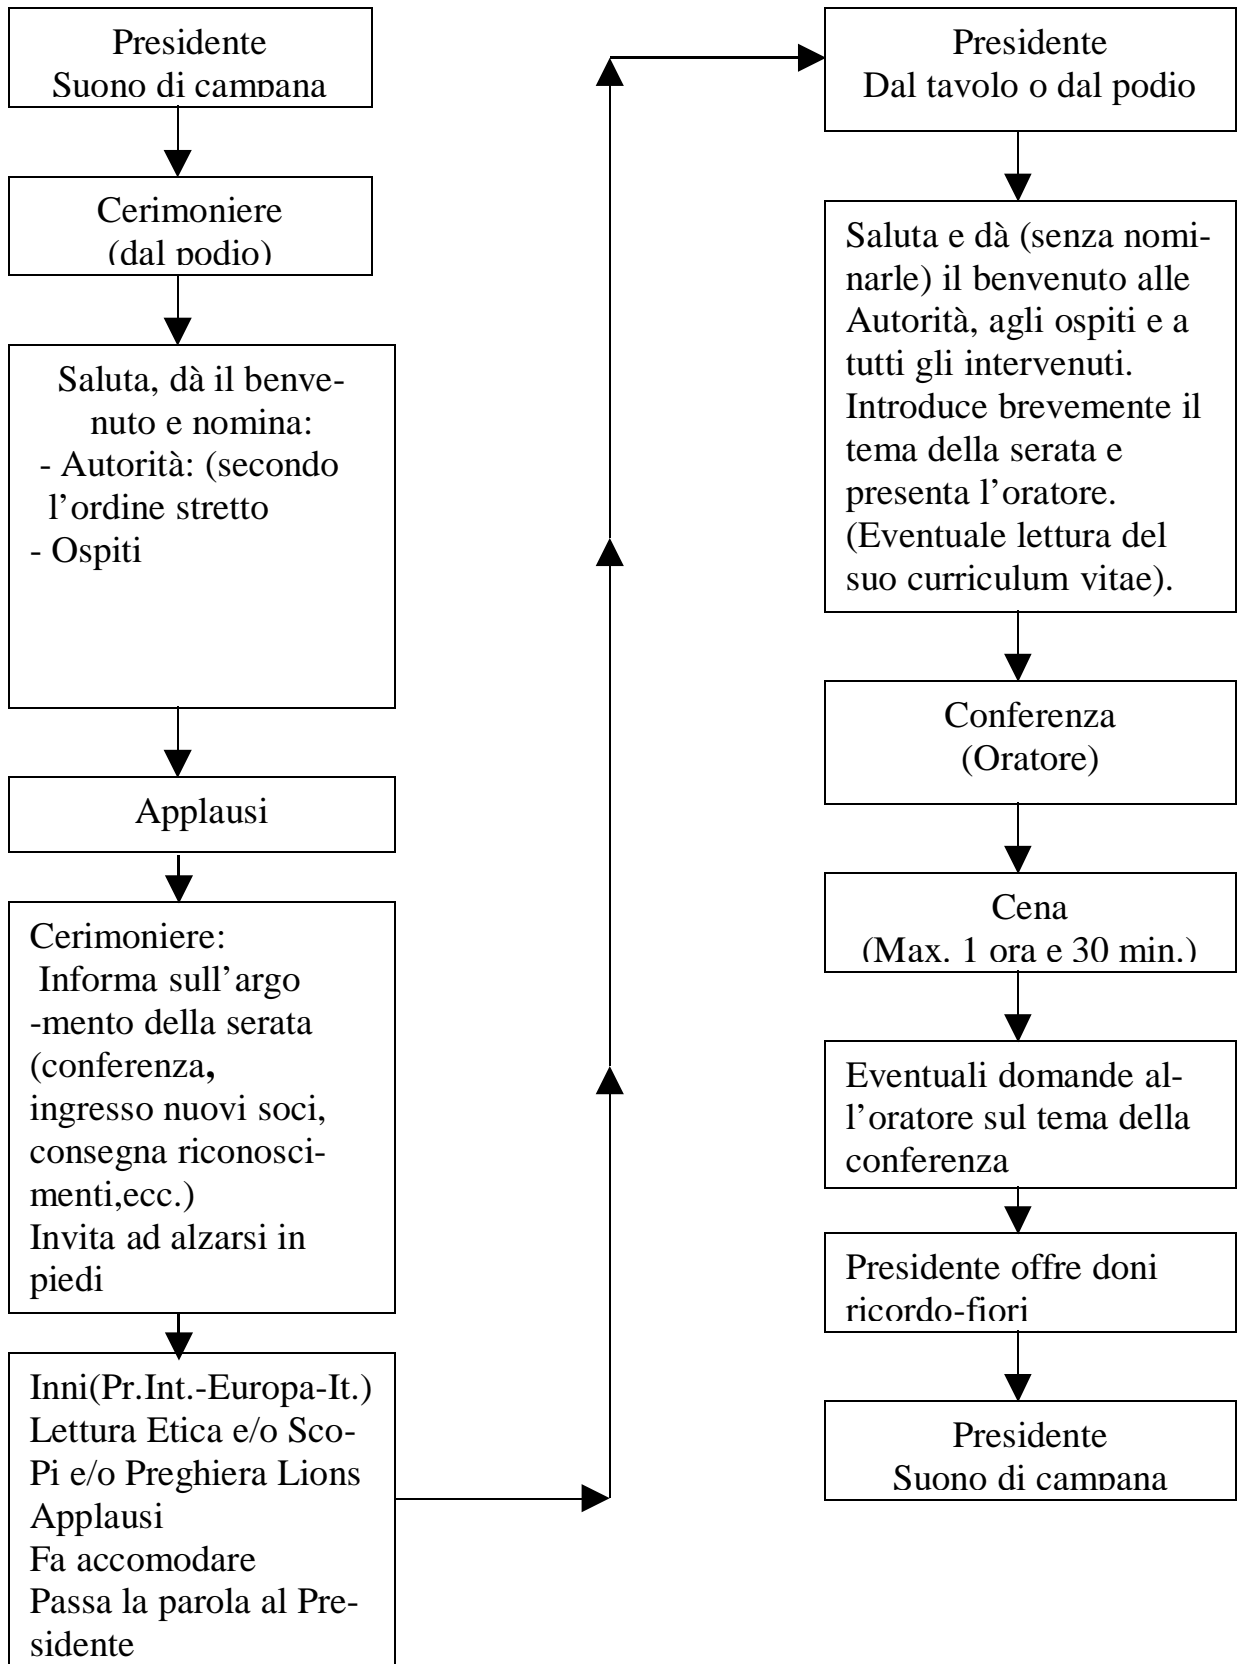 Presidente
Suono di campana
Cerimoniere
(dal podio)
Saluta, dà il benve-
nuto e nomina:
- Autorità: (secondo
l’ordine stretto
- Ospiti
Applausi
Cerimoniere:
Informa sull’argo
-mento della serata
(conferenza,
ingresso nuovi soci,
consegna riconosci-
menti,ecc.)
Invita ad alzarsi in
piedi
Inni(Pr.Int.-Europa-It.)
Lettura Etica e/o Sco-
Pi e/o Preghiera Lions
Applausi
Fa accomodare
Passa la parola al Pre-
sidente
Presidente
Dal tavolo o dal podio
Saluta e dà (senza nomi-
narle) il benvenuto alle
Autorità, agli ospiti e a
tutti gli intervenuti.
Introduce brevemente il
tema della serata e
presenta l’oratore.
(Eventuale lettura del
suo curriculum vitae).
Conferenza
(Oratore)
Cena
(Max. 1 ora e 30 min.)
Eventuali domande al-
l’oratore sul tema della
conferenza
Presidente offre doni
ricordo-fiori
Presidente
Suono di campana